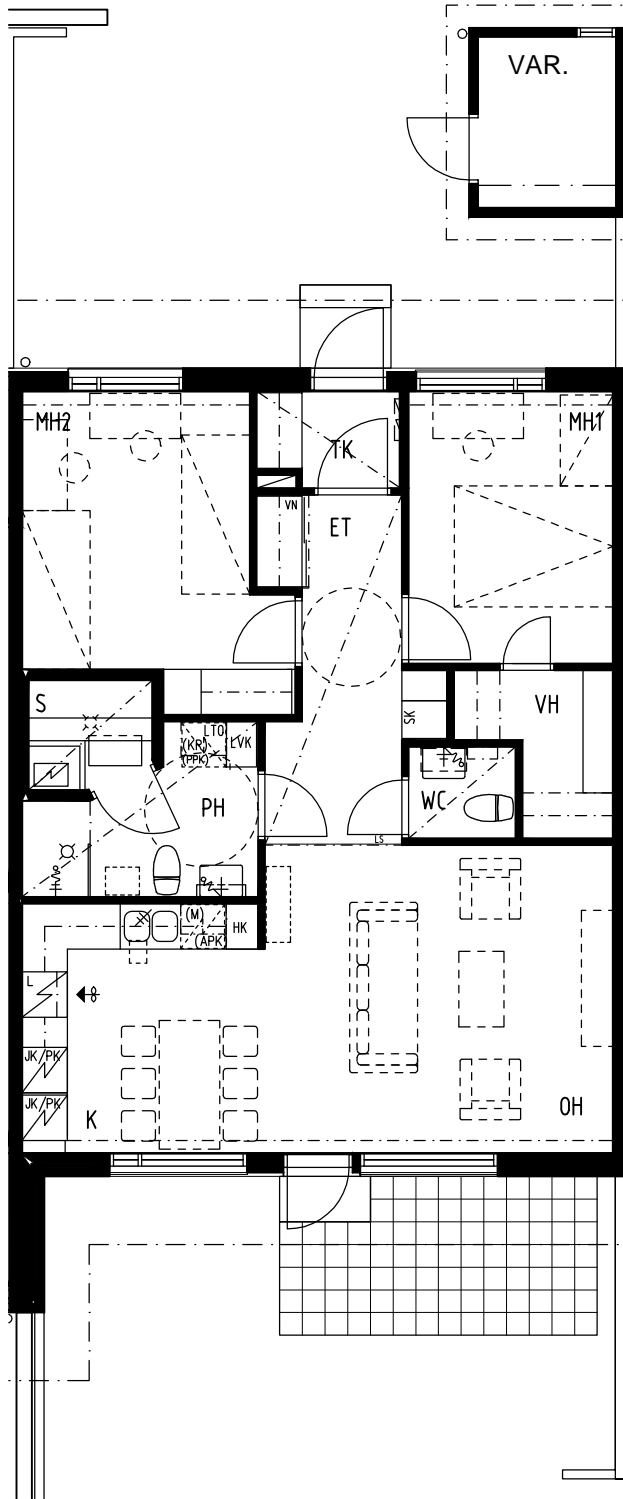 VAR.
MH2
MH1
TK
VN
ET
S
SK
VH
LTO
(KR)
LVK
(PPK)
PH
WC
LS
(M)
HK
(APK)
L
JK/PK
JK/PK
K
OH